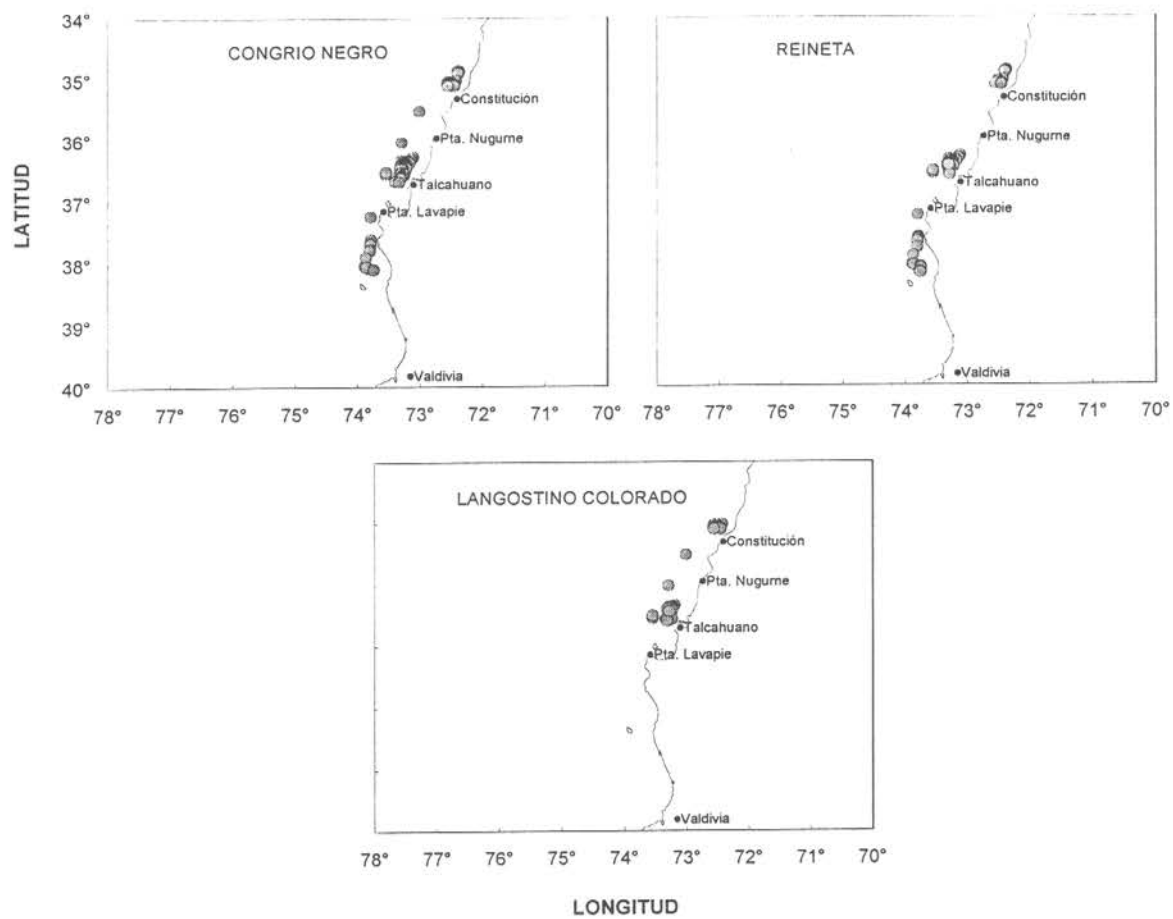 CONGRIO NEGRO
34°
35°
36°
37°
38°
39°
40°
LATITUD
Constitución
Pta. Nugurne
Talcahuano
Pta. Lavapie
Valdivia
78° 77° 76° 75° 74° 73° 72° 71° 70°
REINETA
Constitución
Pta. Nugurne
Talcahuano
Pta. Lavapie
Valdivia
78° 77° 76° 75° 74° 73° 72° 71° 70°
LANGOSTINO COLORADO
Constitución
Pta. Nugurne
Talcahuano
Pta. Lavapie
Valdivia
78° 77° 76° 75° 74° 73° 72° 71° 70°
LONGITUD